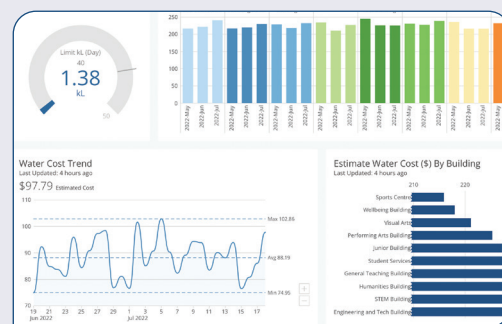 Limit kL (Day)
40
1.38
kL
50
250
200
150
100
50
0
2022-May
2022-Jun
2022-Jul
2022-May
2022-Jun
2022-Jul
2022-May
2022-Jun
2022-Jul
2022-May
2022-Jun
2022-Jul
2022-May
2022-Jun
2022-Jul
2022-May
2022-Jun
2022-Jul
2022-May
2022-Jun
2022-Jul
2022-May
Water Cost Trend
Last Updated: 4 hours ago
$97.79 Estimated Cost
110
100
90
80
70
Max 102.86
Avg 88.19
19 21 23 25 27 29 1 3 5 7 9 11 13 15 17
Jun 2022 Jul 2022
Estimate Water Cost ($) By Building
Last Updated: 4 hours ago
210 220
Sports Centre
Wellbeing Building
Visual Arts
Performing Arts Building
Junior Building
Student Services
General Teaching Building
Humanities Building
STEM Building
Engineering and Tech Building